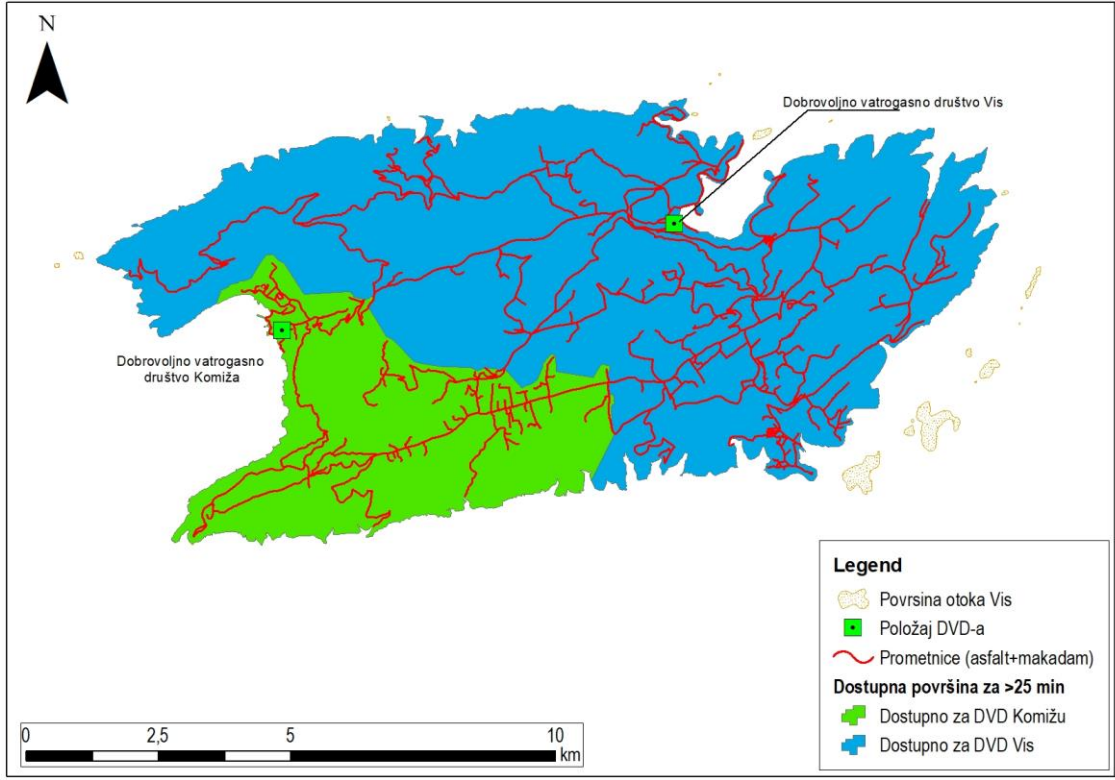 N
Dobrovoljno vatrogasno društvo Vis
Dobrovoljno vatrogasno
društvo Komiža
Legend
Povrsina otoka Vis
Položaj DVD-a
Prometnice (asfalt+makadam)
Dostupna površina za >25 min
Dostupno za DVD Komižu
Dostupno za DVD Vis
0 2,5 5 10
km